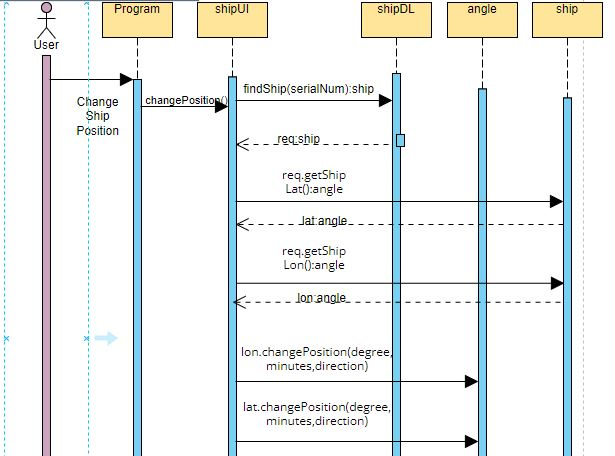 Program
shipUI
shipDL
angle
ship
User
Change
Ship
Position
changePosition()
findShip(serialNum):ship
req:ship
req.getShip
Lat():angle
lat:angle
req.getShip
Lon():angle
lon:angle
lon.changePosition(degree,
minutes,direction)
lat.changePosition(degree,
minutes,direction)